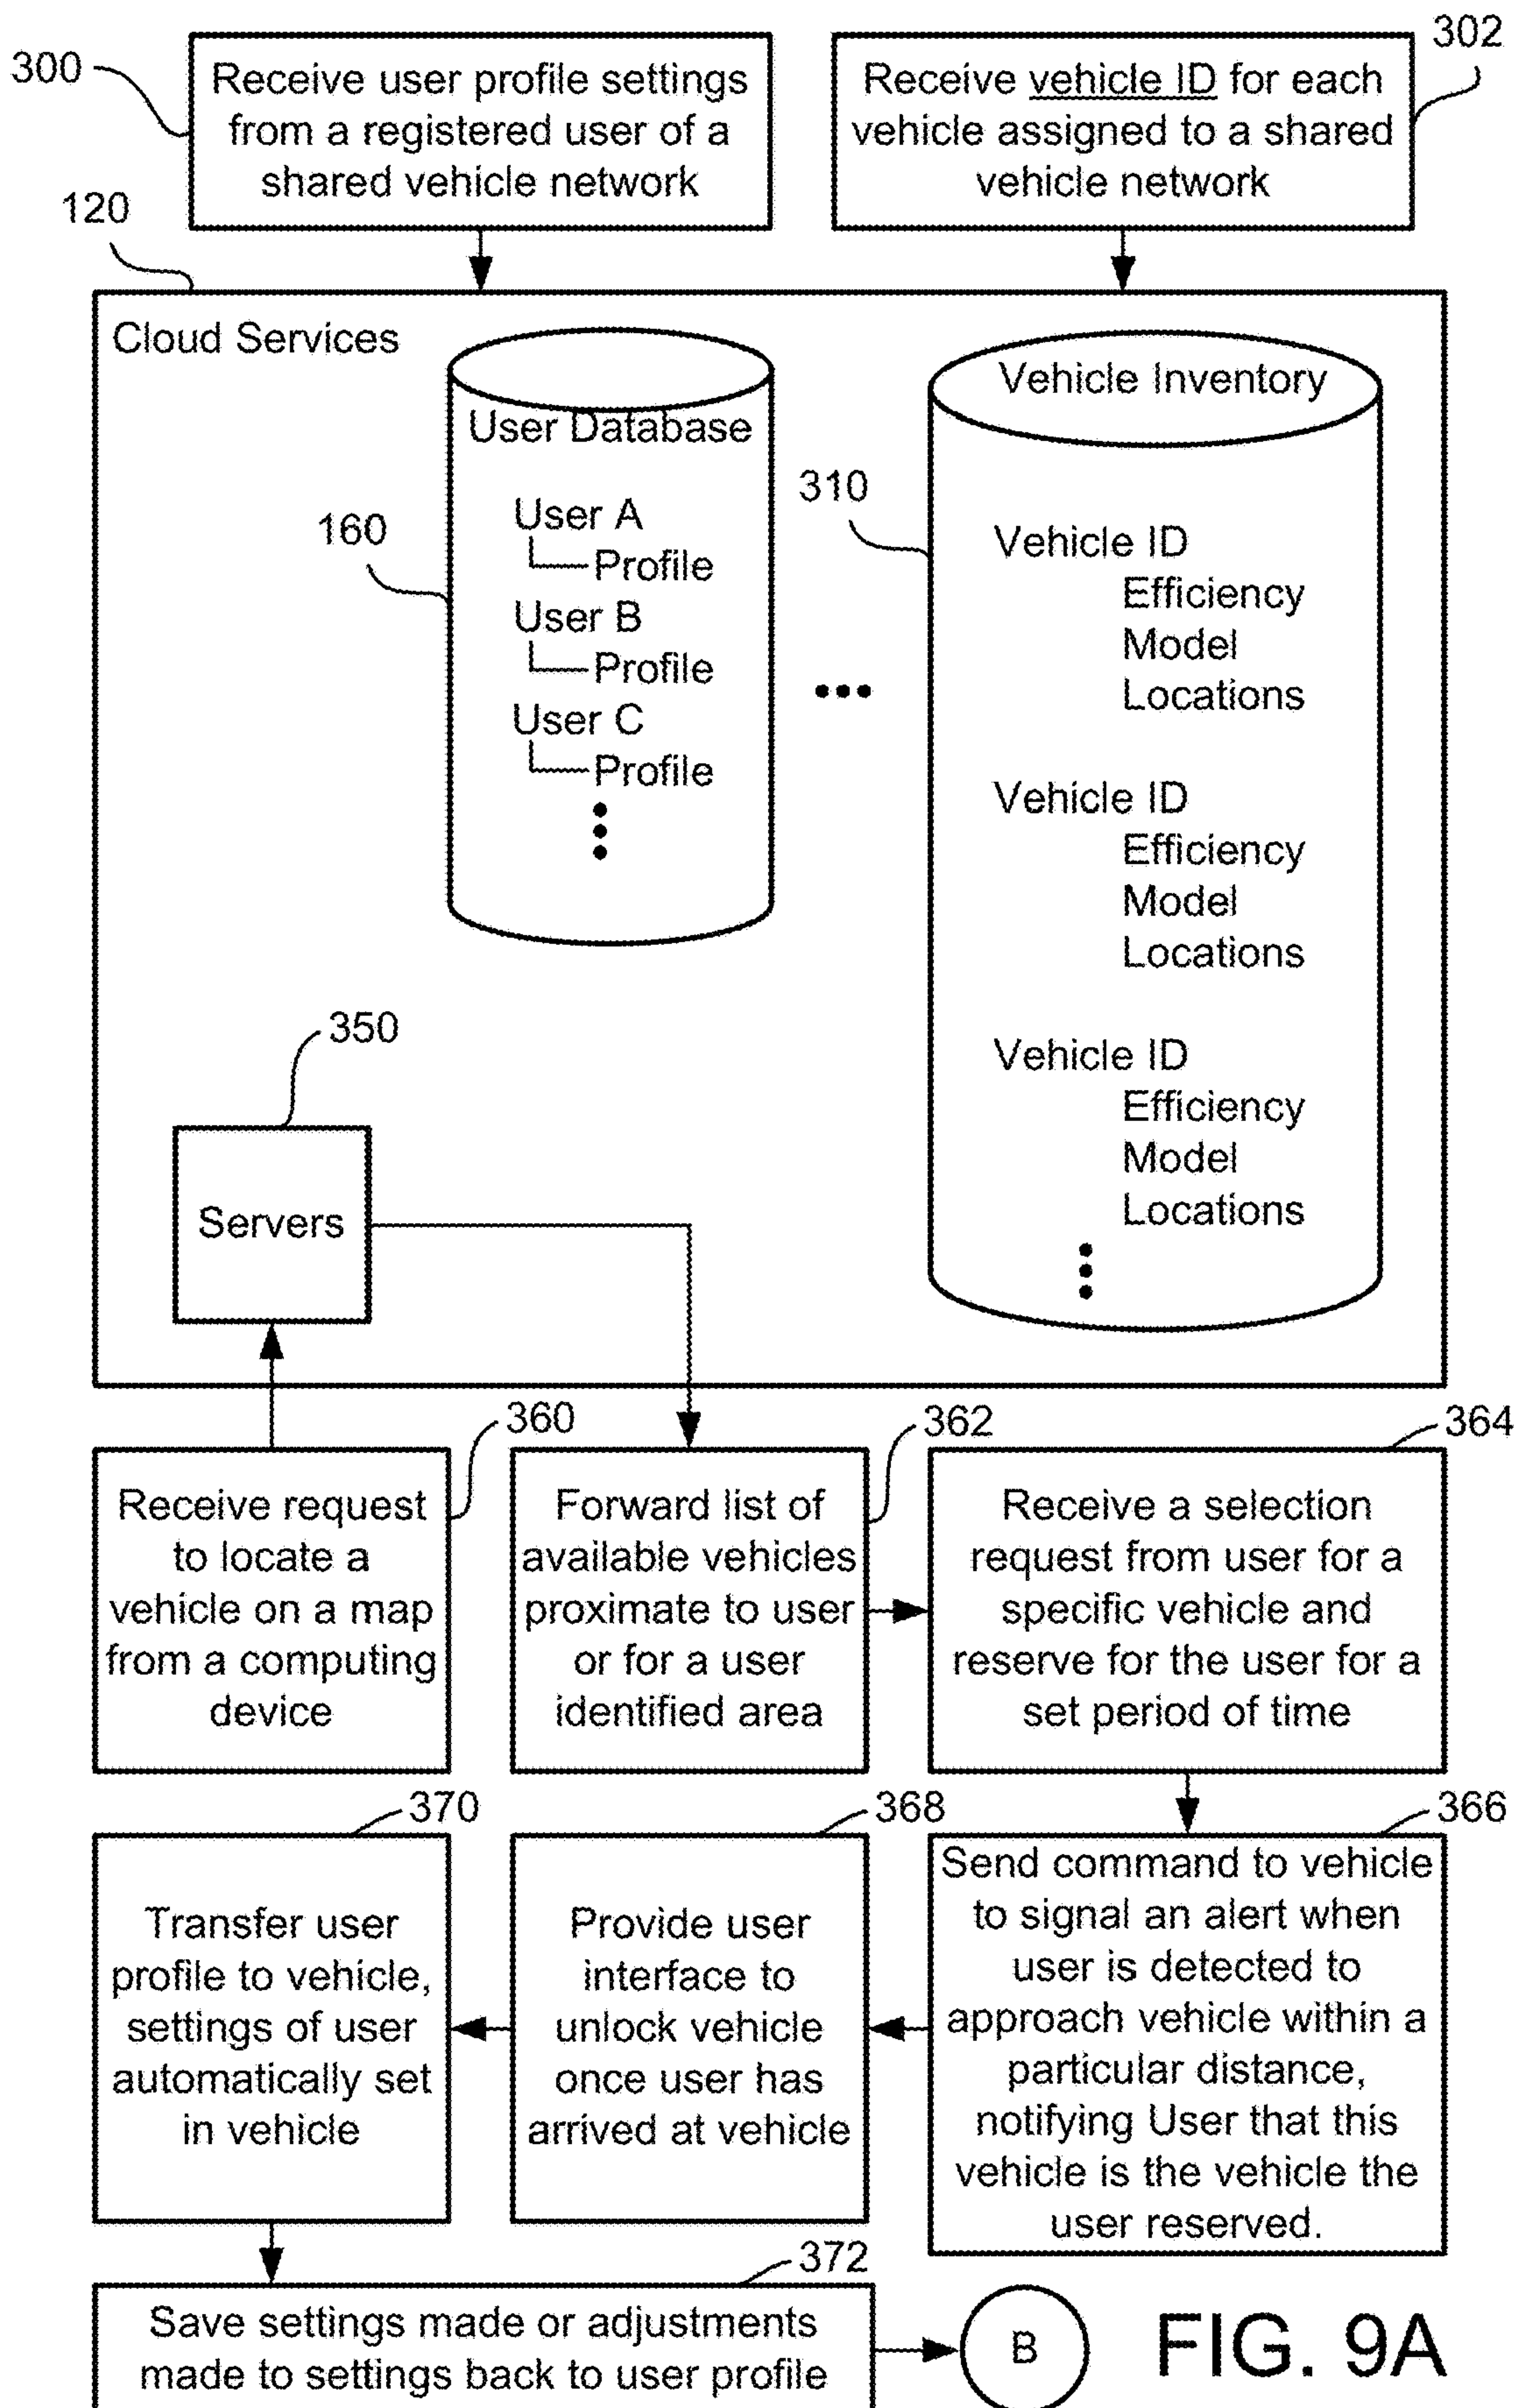 300
Receive user profile settings
from a registered user of a
shared vehicle network
302
Receive vehicle ID for each
vehicle assigned to a shared
vehicle network
120
Cloud Services
User Database
160
User A
Profile
User B
Profile
User C
Profile
Vehicle Inventory
310
Vehicle ID
Efficiency
Model
Locations
Vehicle ID
Efficiency
Model
Locations
Vehicle ID
Efficiency
Model
Locations
350
Servers
360
Receive request
to locate a
vehicle on a map
from a computing
device
362
Forward list of
available vehicles
proximate to user
or for a user
identified area
364
Receive a selection
request from user for a
specific vehicle and
reserve for the user for a
set period of time
366
Send command to vehicle
to signal an alert when
user is detected to
approach vehicle within a
particular distance,
notifying User that this
vehicle is the vehicle the
user reserved.
368
Provide user
interface to
unlock vehicle
once user has
arrived at vehicle
370
Transfer user
profile to vehicle,
settings of user
automatically set
in vehicle
372
Save settings made or adjustments
made to settings back to user profile
B
FIG. 9A